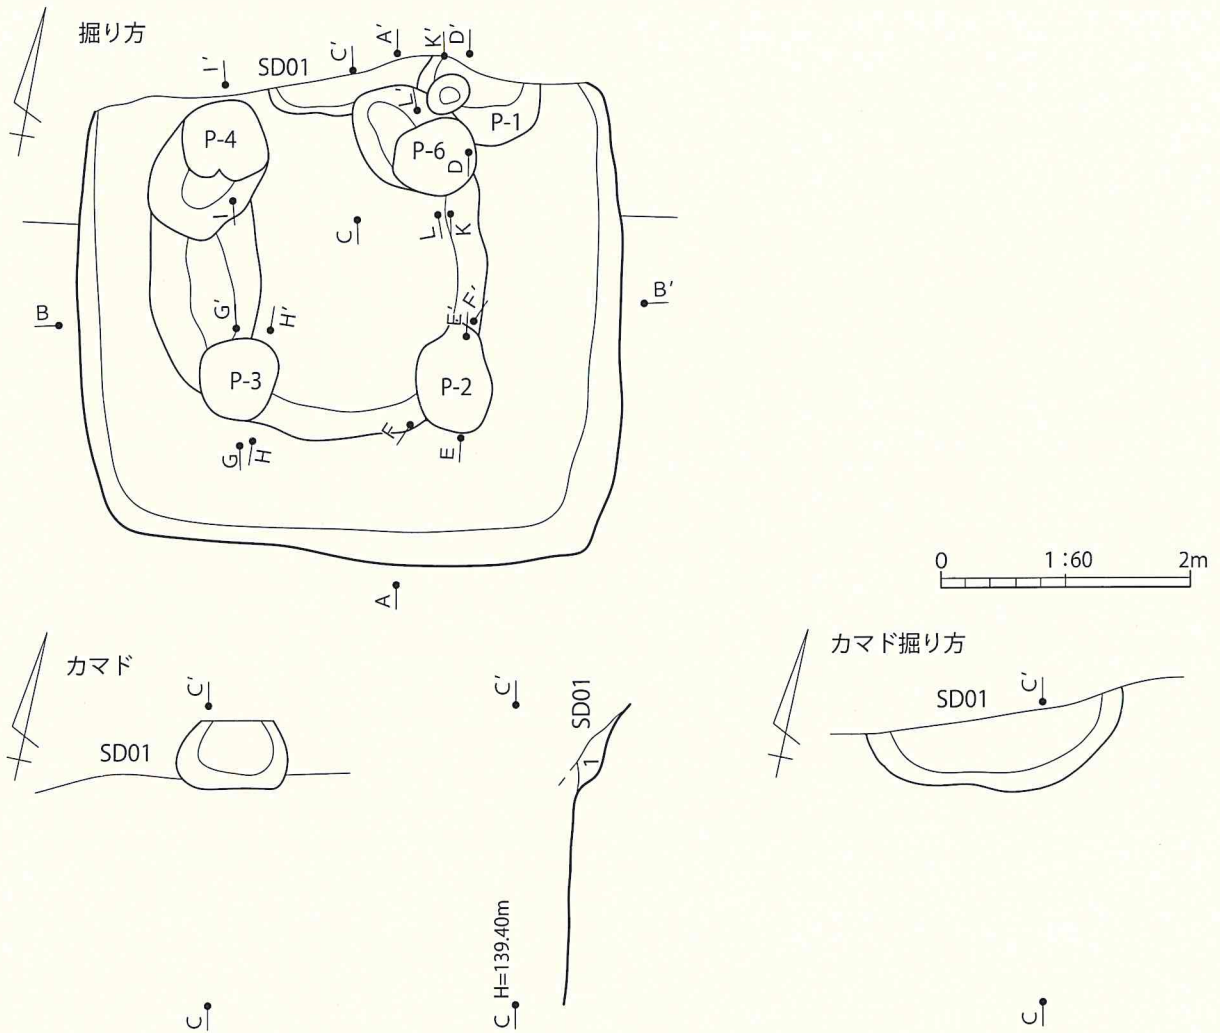 掘り方
I' SD01 C' A' K' D'
P-4
L'
P-1
P-6
D
I
C
L K
B
B'
G' H'
E' F'
P-3
P-2
F
G H
E
A
0 1:60 2m
カマド
C'
SD01
C
C'
SD01
1
C H=139.40m
カマド掘り方
SD01
C'
C